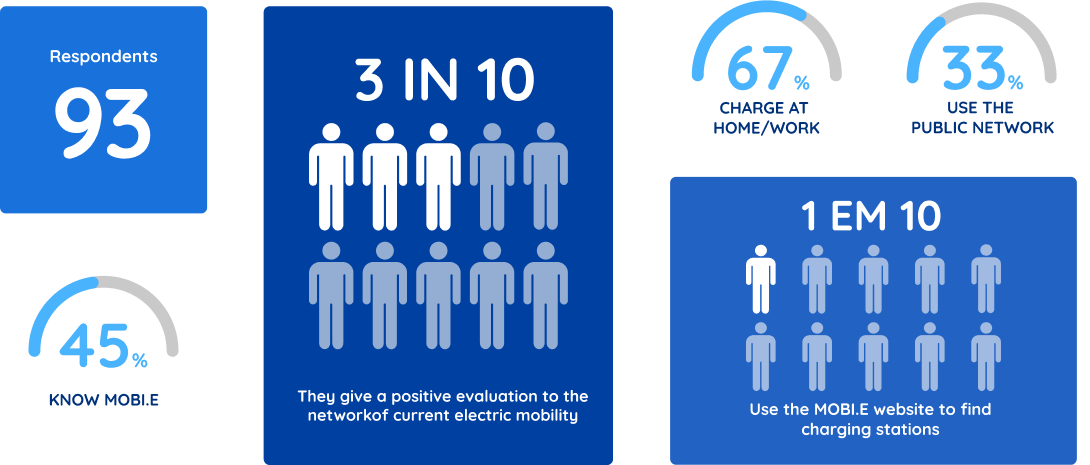 Respondents
93
45%
KNOW MOBI.E
3 IN 10
They give a positive evaluation to the
networkof current electric mobility
67%
CHARGE AT
HOME/WORK
33%
USE THE
PUBLIC NETWORK
1 EM 10
Use the MOBI.E website to find
charging stations